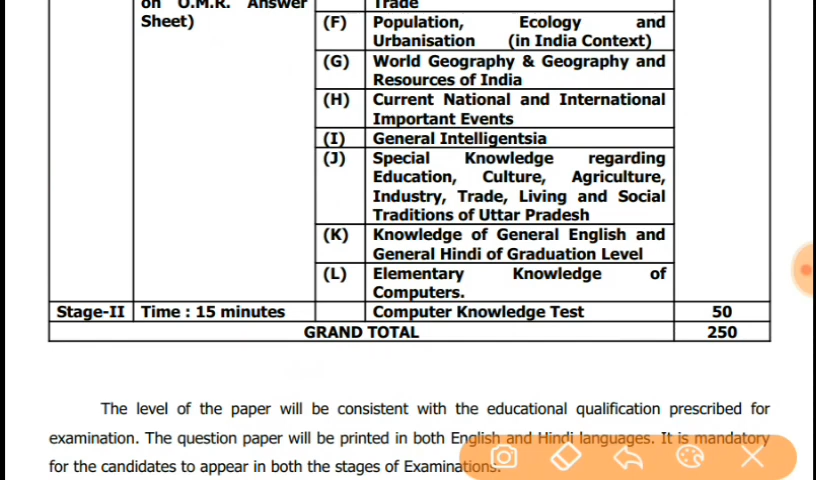 on O.M.R. Answer
Sheet)
Trade
(F) Population, Ecology and
Urbanisation (in India Context)
(G) World Geography & Geography and
Resources of India
(H) Current National and International
Important Events
(I) General Intelligentsia
(J) Special Knowledge regarding
Education, Culture, Agriculture,
Industry, Trade, Living and Social
Traditions of Uttar Pradesh
(K) Knowledge of General English and
General Hindi of Graduation Level
(L) Elementary Knowledge of
Computers.
Stage-II Time : 15 minutes Computer Knowledge Test 50
GRAND TOTAL 250
The level of the paper will be consistent with the educational qualification prescribed for
examination. The question paper will be printed in both English and Hindi languages. It is mandatory
for the candidates to appear in both the stages of Examinations.